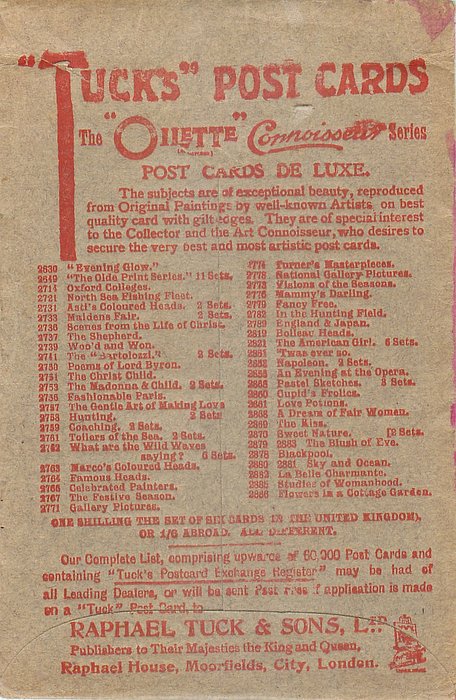 "Tuck's" Post Cards
The "Oilette" Connoisseur Series
POST CARDS DE LUXE.
The subjects are of exceptional beauty, reproduced
from Original Paintings by well-known Artists on best
quality card with gilt edges. They are of special interest
to the Collector and the Art Connoisseur, who desires to
secure the very best and most artistic post cards.
2630 "Evening Glow."
2649 "The Olde Print Series." 11 Sets.
2714 Oxford Colleges.
2721 North Sea Fishing Fleet.
2731 Asti's Coloured Heads. 2 Sets.
2733 Maidens Fair. 2 Sets.
2736 Scenes from the Life of Christ.
2737 The Shepherd.
2739 Woo'd and Won.
2741 The "Bartolozzi." 2 Sets.
2750 Poems of Lord Byron.
2751 The Christ Child.
2753 The Madonna & Child. 2 Sets.
2756 Fashionable Paris.
2757 The Gentle Art of Making Love
2758 Hunting. 2 Sets
2759 Coaching. 2 Sets.
2761 Toilers of the Sea. 2 Sets.
2762 What are the Wild Waves
saying? 6 Sets.
2763 Marco's Coloured Heads.
2764 Famous Heads.
2766 Celebrated Painters.
2767 The Festive Season.
2771 Gallery Pictures.
2774 Turner's Masterpieces.
2778 National Gallery Pictures.
2773 Visions of the Seasons.
2776 Mammy's Darling.
2779 Fancy Free.
2782 In the Hunting Field.
2789 England & Japan.
2819 Boileau Heads.
2821 The American Girl. 6 Sets.
2851 'Twas ever so.
2852 Napoleon. 2 Sets.
2855 An Evening at the Opera.
2858 Pastel Sketches. 3 Sets.
2860 Cupid's Frolics.
2861 Love Potions.
2868 A Dream of Fair Women.
2869 The Kiss.
2873 Sweet Nature. [2 Sets.
2879 2883 The Blush of Eve.
2878 Blackpool.
2880 2881 Sky and Ocean.
2882 La Belle Charmante.
2885 Studies of Womanhood.
2886 Flowers in a Cottage Garden.
ONE SHILLING THE SET OF SIX CARDS IN THE UNITED KINGDOM,
OR 1/6 ABROAD. ALL DIFFERENT.
Our Complete List, comprising upwards of 60,000 Post Cards and
containing "Tuck's Postcard Exchange Register" may be had of
all Leading Dealers, or will be sent Post Free if application is made
on a "Tuck" Post Card, to
RAPHAEL TUCK & SONS, LTD
Publishers to Their Majesties the King and Queen,
Raphael House, Moorfields, City, London.